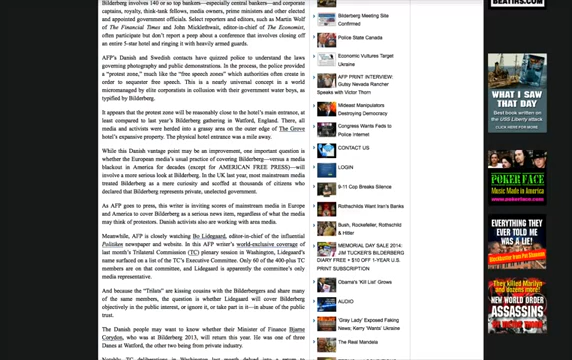 Bilderberg involves 140 or so top bankers—especially central bankers— and corporate
captains, royalty, think-tank fellows, media owners, prime ministers and other elected
and appointed government officials. Select reporters and editors, such as Martin Wolf
of The Financial Times and John Micklethwait, editor-in-chief of The Economist,
often participate but don't report a peep about a conference that involves closing off
an entire 5-star hotel and ringing it with heavily armed guards.
AFP's Danish and Swedish contacts have quizzed police to understand the laws
governing photography and public demonstrations. In the process, the police provided
a "protest zone," much like the "free speech zones" which authorities often create in
order to sequester free speech. This is a nearly universal concept in a world
micromanaged by elite corporatists in collusion with their government water boys, as
typified by Bilderberg.
It appears that the protest zone will be reasonably close to the hotel's main entrance, at
least compared to last year's Bilderberg gathering in Watford, England. There, all
media and activists were herded into a grassy area on the outer edge of The Grove
hotel's expansive property. The physical hotel entrance was a mile away.
While this Danish vantage point may be an improvement, one important question is
whether the European media's usual practice of covering Bilderberg—versus a media
blackout in America for decades (except for AMERICAN FREE PRESS)—will
involve a more serious look at Bilderberg. In the UK last year, most mainstream media
treated Bilderberg as a mere curiosity and scoffed at thousands of citizens who
declared that Bilderberg represents private, unelected government.
As AFP goes to press, this writer is inviting scores of mainstream media in Europe
and America to cover Bilderberg as a serious news item, regardless of what the media
may think of protestors. Danish activists also are working with area media.
Meanwhile, AFP is closely watching Bo Lidegaard, editor-in-chief of the influential
Politiken newspaper and website. In this AFP writer's world-exclusive coverage of
last month's Trilateral Commission (TC) plenary session in Washington, Lidegaard's
name surfaced on a list of the TC's Executive Committee. Only 60 of the 400-plus TC
members are on that committee, and Lidegaard is apparently the committee's only
media representative.
And because the "Trilats" are kissing cousins with the Bilderbergers and share many
of the same members, the question is whether Lidegaard will cover Bilderberg
objectively in the public interest, or ignore it, or take part in it—in abuse of the public
trust.
The Danish people may want to know whether their Minister of Finance Bjarne
Corydon, who was at Bilderberg 2013, will return this year. He was one of three
Danes at Watford, the other two being from private industry.
Bilderberg Meeting Site
Confirmed
Police State Canada
Economic Vultures Target
Ukraine
AFP PRINT INTERVIEW:
Gutsy Nevada Rancher
Speaks with Victor Thorn
Mideast Manipulators
Destroying Democracy
Congress Wants Feds to
Police Internet
CONTACT US
LOGIN
9-11 Cop Breaks Silence
Rothschilds Want Iran's Banks
Bush, Rockefeller, Rothschild
& Hitler
MEMORIAL DAY SALE 2014:
JIM TUCKER'S BILDERBERG
DIARY FREE + $10 OFF 1-YEAR U.S.
PRINT SUBSCRIPTION
Obama's 'Kill List' Grows
AUDIO
'Gray Lady' Exposed Faking
News; Kerry 'Wants' Ukraine
The Real Mandela
BEATIRS.COM
WHAT I SAW
THAT DAY
Best book written on
the USS Liberty attack
CLICK HERE
POKER FACE
Music Made in America
www.pokerface.com
EVERYTHING THEY
EVER TOLD ME
WAS A LIE!
They killed Marilyn
and dozens more!
NEW WORLD ORDER
ASSASSINS